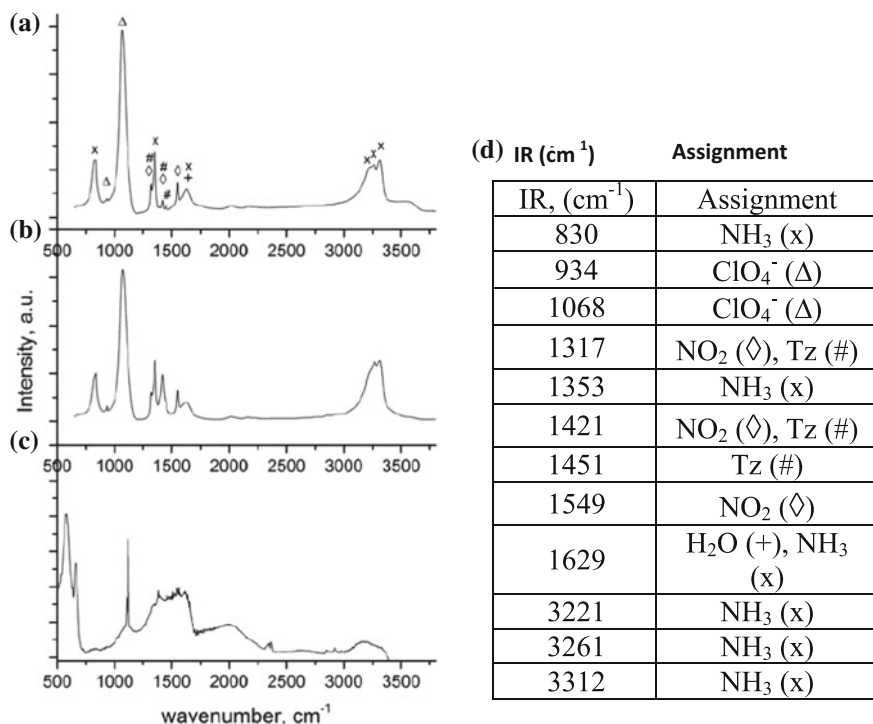 (a)
Δ
x
Δ
#
◊
x
#
◊
#
◊
x
+
x x x
500 1000 1500 2000 2500 3000 3500
(b)
Intensity, a.u.
500 1000 1500 2000 2500 3000 3500
(c)
500 1000 1500 2000 2500 3000 3500
wavenumber, cm⁻¹
(d) IR (cm ¹) Assignment
IR, (cm⁻¹) Assignment
830 NH₃ (x)
934 ClO₄⁻ (Δ)
1068 ClO₄⁻ (Δ)
1317 NO₂ (◊), Tz (#)
1353 NH₃ (x)
1421 NO₂ (◊), Tz (#)
1451 Tz (#)
1549 NO₂ (◊)
1629 H₂O (+), NH₃
(x)
3221 NH₃ (x)
3261 NH₃ (x)
3312 NH₃ (x)